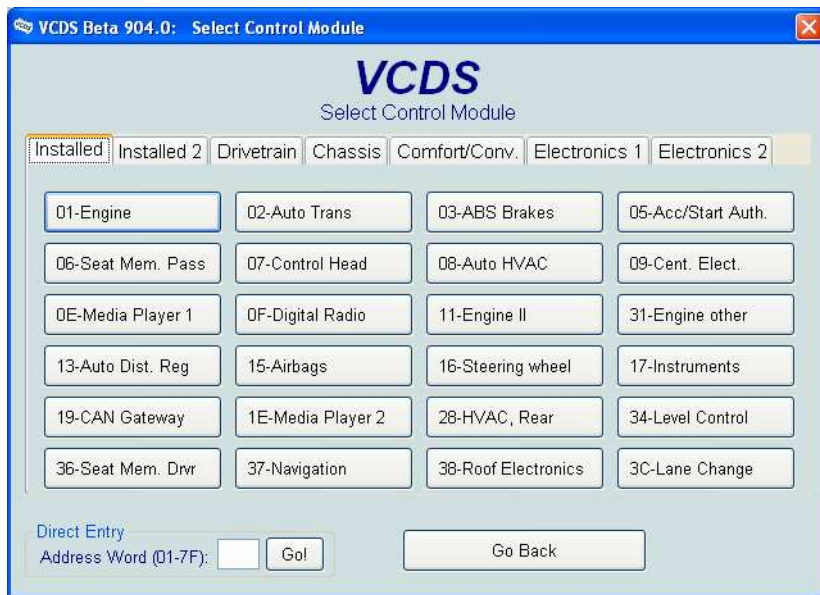 VCDS Beta 904.0: Select Control Module
VCDS
Select Control Module
Installed Installed 2 Drivetrain Chassis Comfort/Conv. Electronics 1 Electronics 2
01-Engine 02-Auto Trans 03-ABS Brakes 05-Acc/Start Auth.
06-Seat Mem. Pass 07-Control Head 08-Auto HVAC 09-Cent. Elect.
0E-Media Player 1 0F-Digital Radio 11-Engine II 31-Engine other
13-Auto Dist. Reg 15-Airbags 16-Steering wheel 17-Instruments
19-CAN Gateway 1E-Media Player 2 28-HVAC, Rear 34-Level Control
36-Seat Mem. Drvr 37-Navigation 38-Roof Electronics 3C-Lane Change
Direct Entry
Address Word (01-7F): Go! Go Back